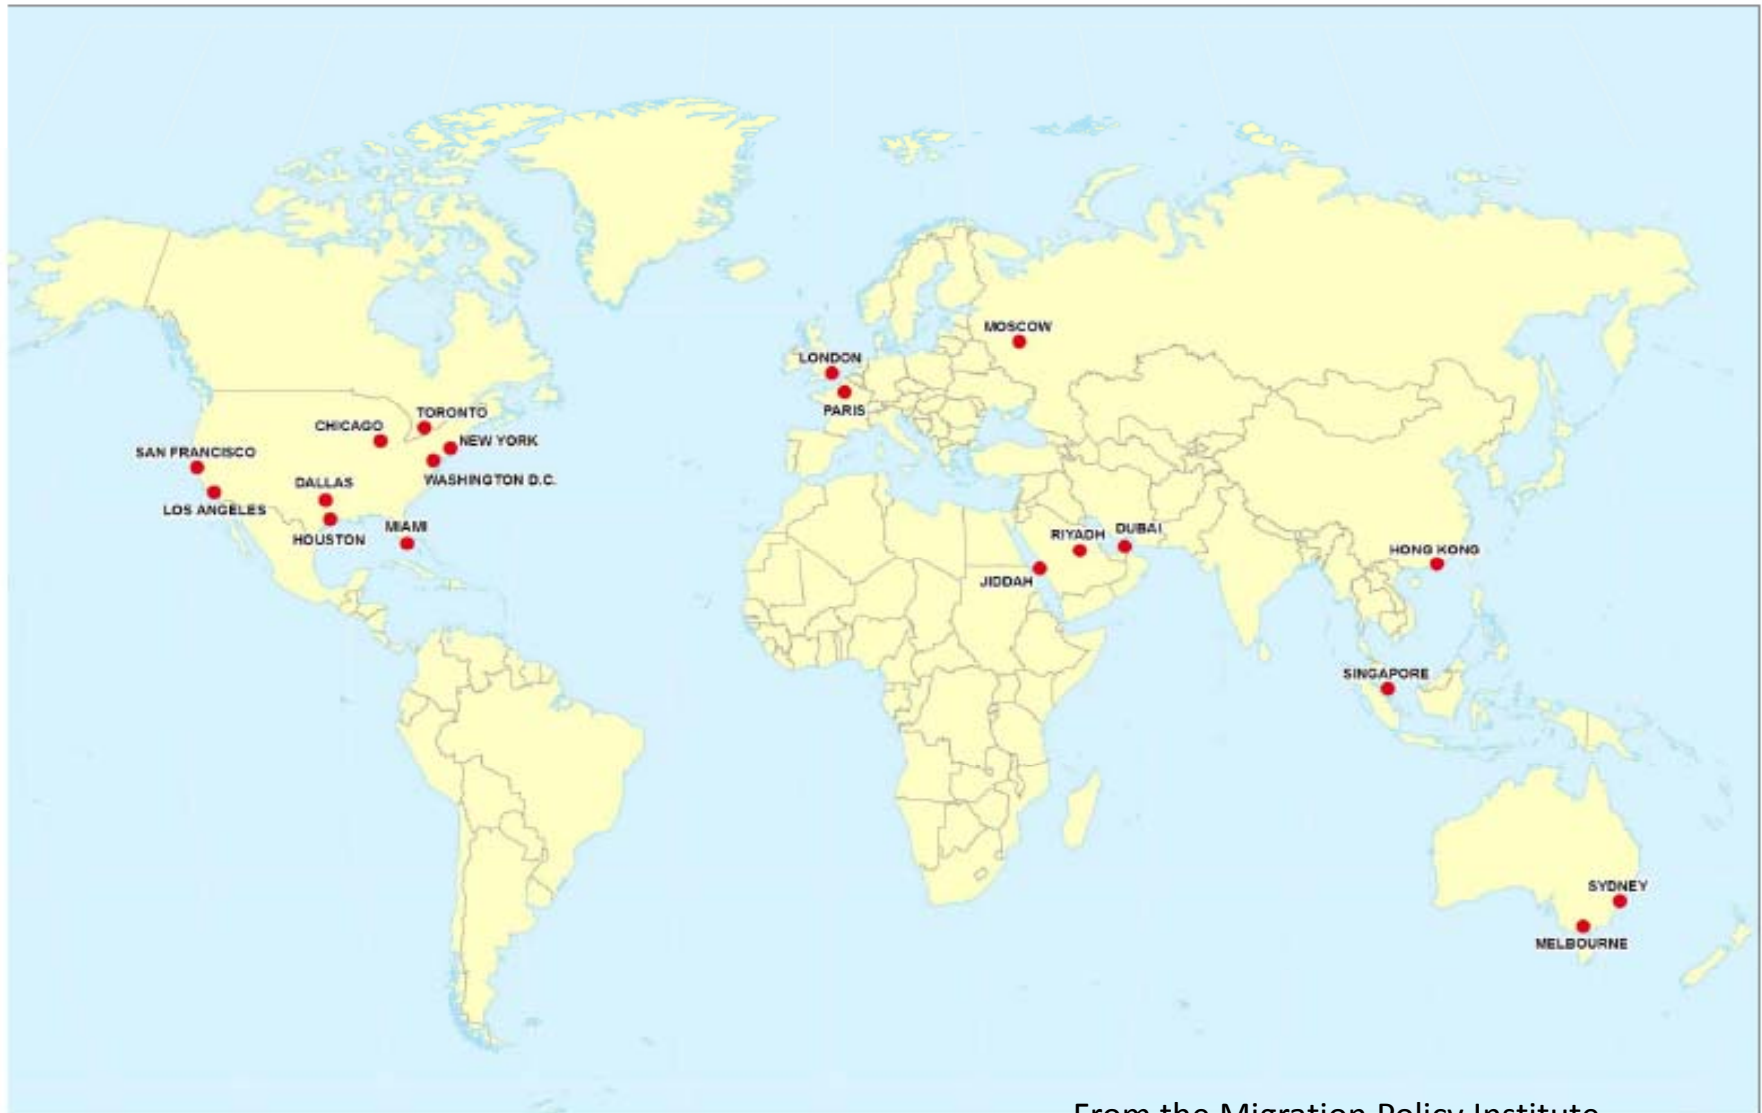 MOSCOW
LONDON
PARIS
TORONTO
CHICAGO
NEW YORK
SAN FRANCISCO
WASHINGTON D.C.
DALLAS
LOS ANGELES
MIAMI
HOUSTON
DUBAI
RIYADH
JIDDAH
HONG KONG
SINGAPORE
SYDNEY
MELBOURNE
From the Migration Policy Institute